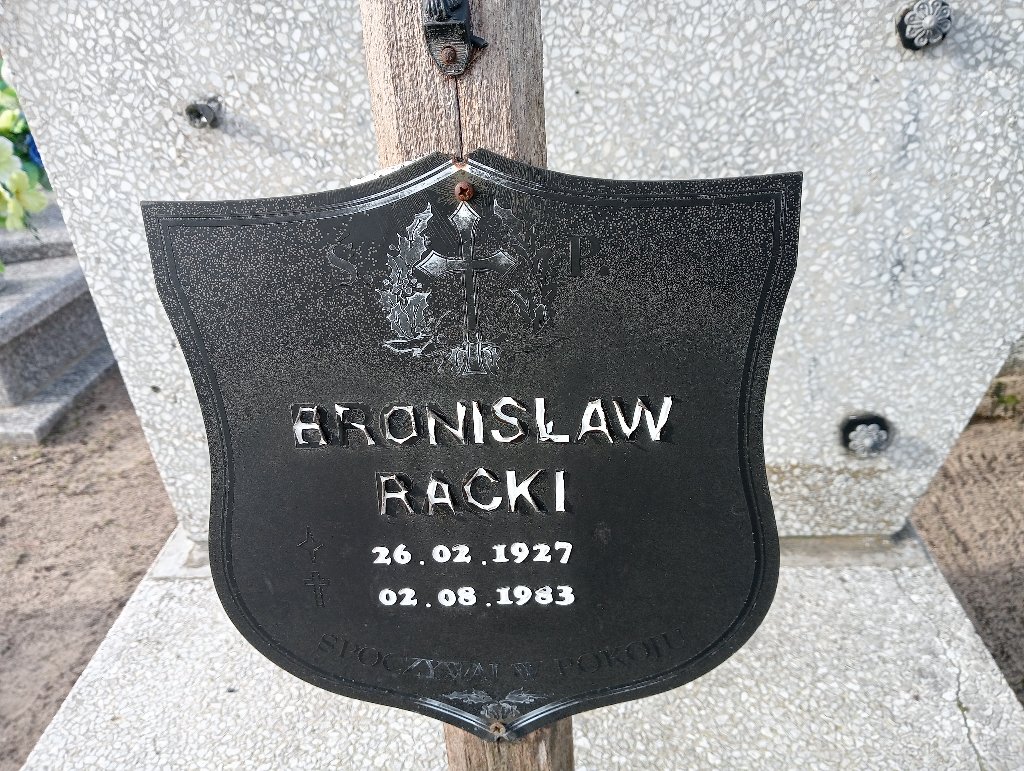 Ś. P.
BRONISŁAW
RACKI
26.02.1927
02.08.1983
SPOCZYWAJ W POKOJU